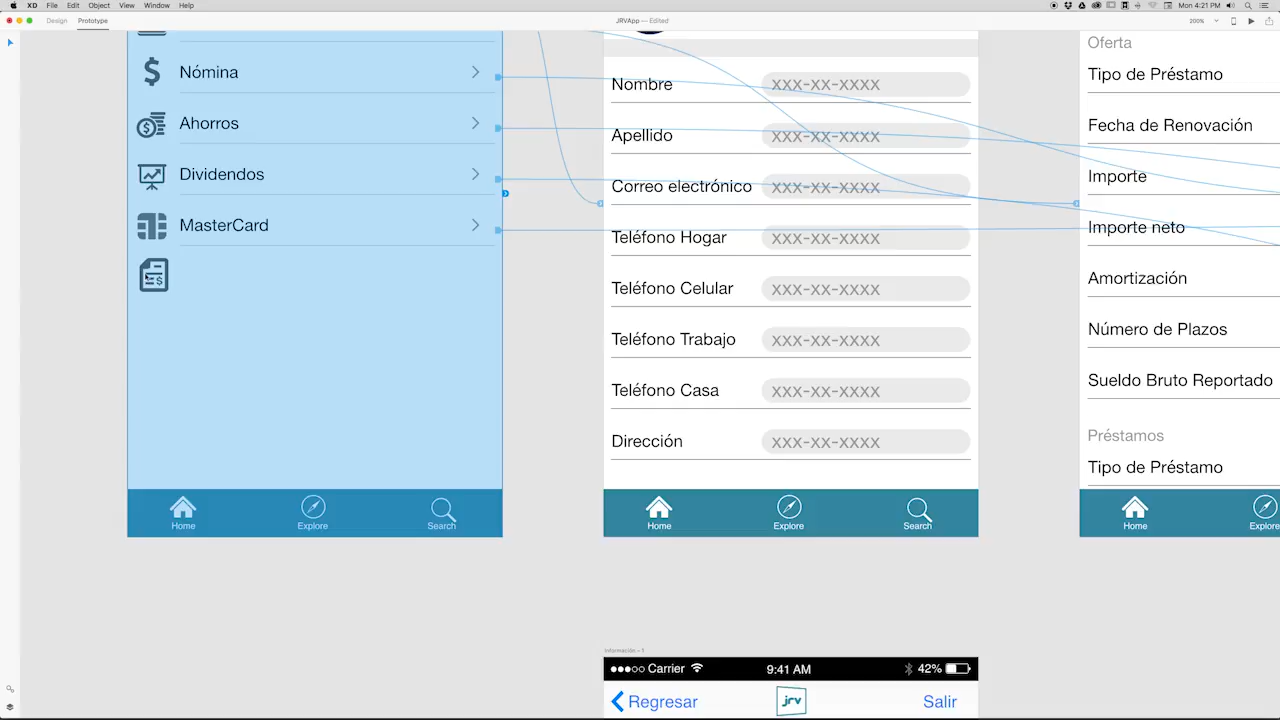 XD File Edit Object View Window Help
Mon 4:21 PM
Design Prototype
JRVApp — Edited
200%
Nómina
Ahorros
Dividendos
MasterCard
Home Explore Search
Nombre XXX-XX-XXXX
Apellido XXX-XX-XXXX
Correo electrónico XXX-XX-XXXX
Teléfono Hogar XXX-XX-XXXX
Teléfono Celular XXX-XX-XXXX
Teléfono Trabajo XXX-XX-XXXX
Teléfono Casa XXX-XX-XXXX
Dirección XXX-XX-XXXX
Home Explore Search
Oferta
Tipo de Préstamo
Fecha de Renovación
Importe
Importe neto
Amortización
Número de Plazos
Sueldo Bruto Reportado
Préstamos
Tipo de Préstamo
Home Explore
Información – 1
Carrier 9:41 AM 42%
Regresar jrv Salir